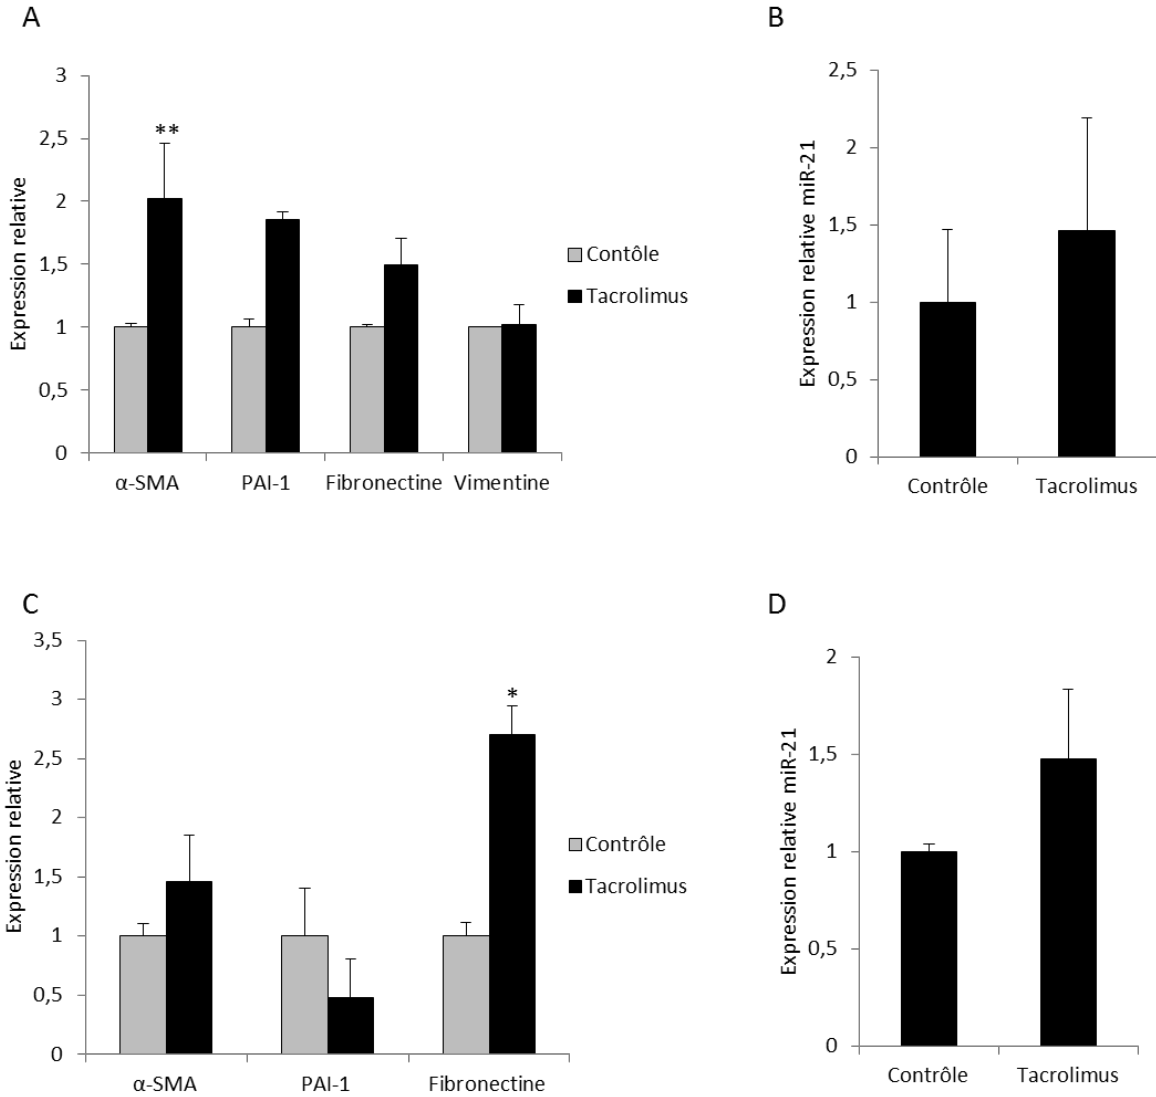 A
3
2,5
2
1,5
1
0,5
0
Expression relative
**
α-SMA
PAI-1
Fibronectine
Vimentine
Contôle
Tacrolimus
B
2,5
2
1,5
1
0,5
0
Expression relative miR-21
Contrôle
Tacrolimus
C
3,5
3
2,5
2
1,5
1
0,5
0
Expression relative
*
α-SMA
PAI-1
Fibronectine
Contrôle
Tacrolimus
D
2
1,5
1
0,5
0
Expression relative miR-21
Contrôle
Tacrolimus